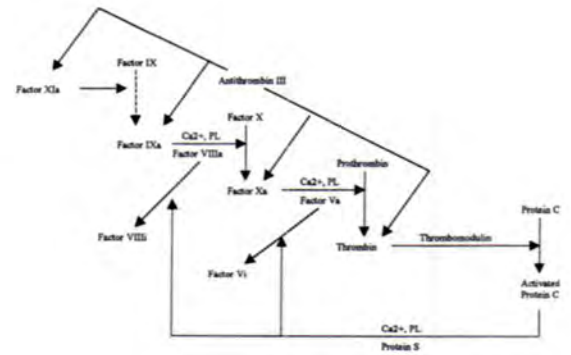 Factor IX
Antithrombin III
Factor XIa
Factor X
Ca2+, PL
Factor IXa
Factor VIIIa
Prothrombin
Ca2+, PL
Factor Xa
Factor Va
Protein C
Factor VIIIi
Thrombin
Thrombomodulin
Factor Vi
Activated
Protein C
Ca2+, PL
Protein S